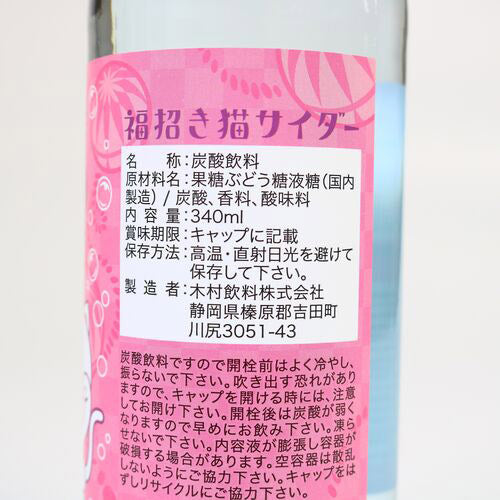 福招き猫サイダー
名　　称：炭酸飲料
原材料名：果糖ぶどう糖液糖（国内
製造）/ 炭酸、香料、酸味料
内 容 量：340ml
賞味期限：キャップに記載
保存方法：高温・直射日光を避けて
保存して下さい。
製 造 者：木村飲料株式会社
静岡県榛原郡吉田町
川尻3051-43
炭酸飲料ですので開栓前はよく冷やし、
振らないで下さい。吹き出す恐れがあり
ますので、キャップを開ける時には、注意
してお開け下さい。開栓後は炭酸が弱く
なりますので早めにお飲み下さい。凍ら
せないで下さい。内容液が膨張し容器が
破損する場合があります。空容器は散乱
しないようにご協力下さい。キャップをは
ずしリサイクルにご協力下さい。